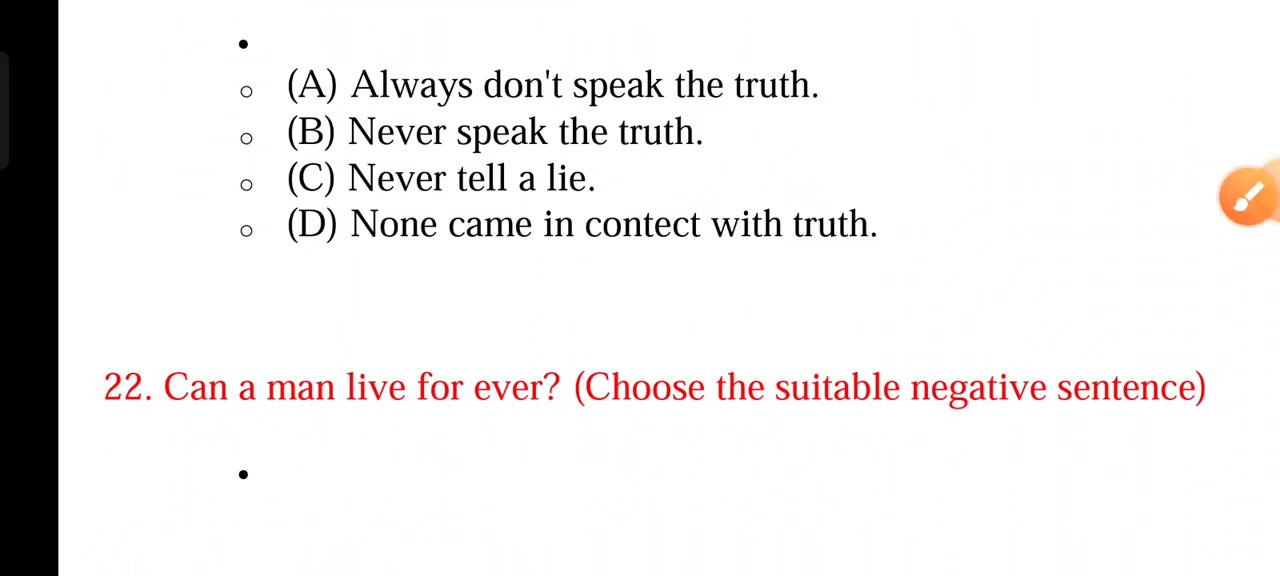 (A) Always don't speak the truth.
(B) Never speak the truth.
(C) Never tell a lie.
(D) None came in contect with truth.
22. Can a man live for ever? (Choose the suitable negative sentence)